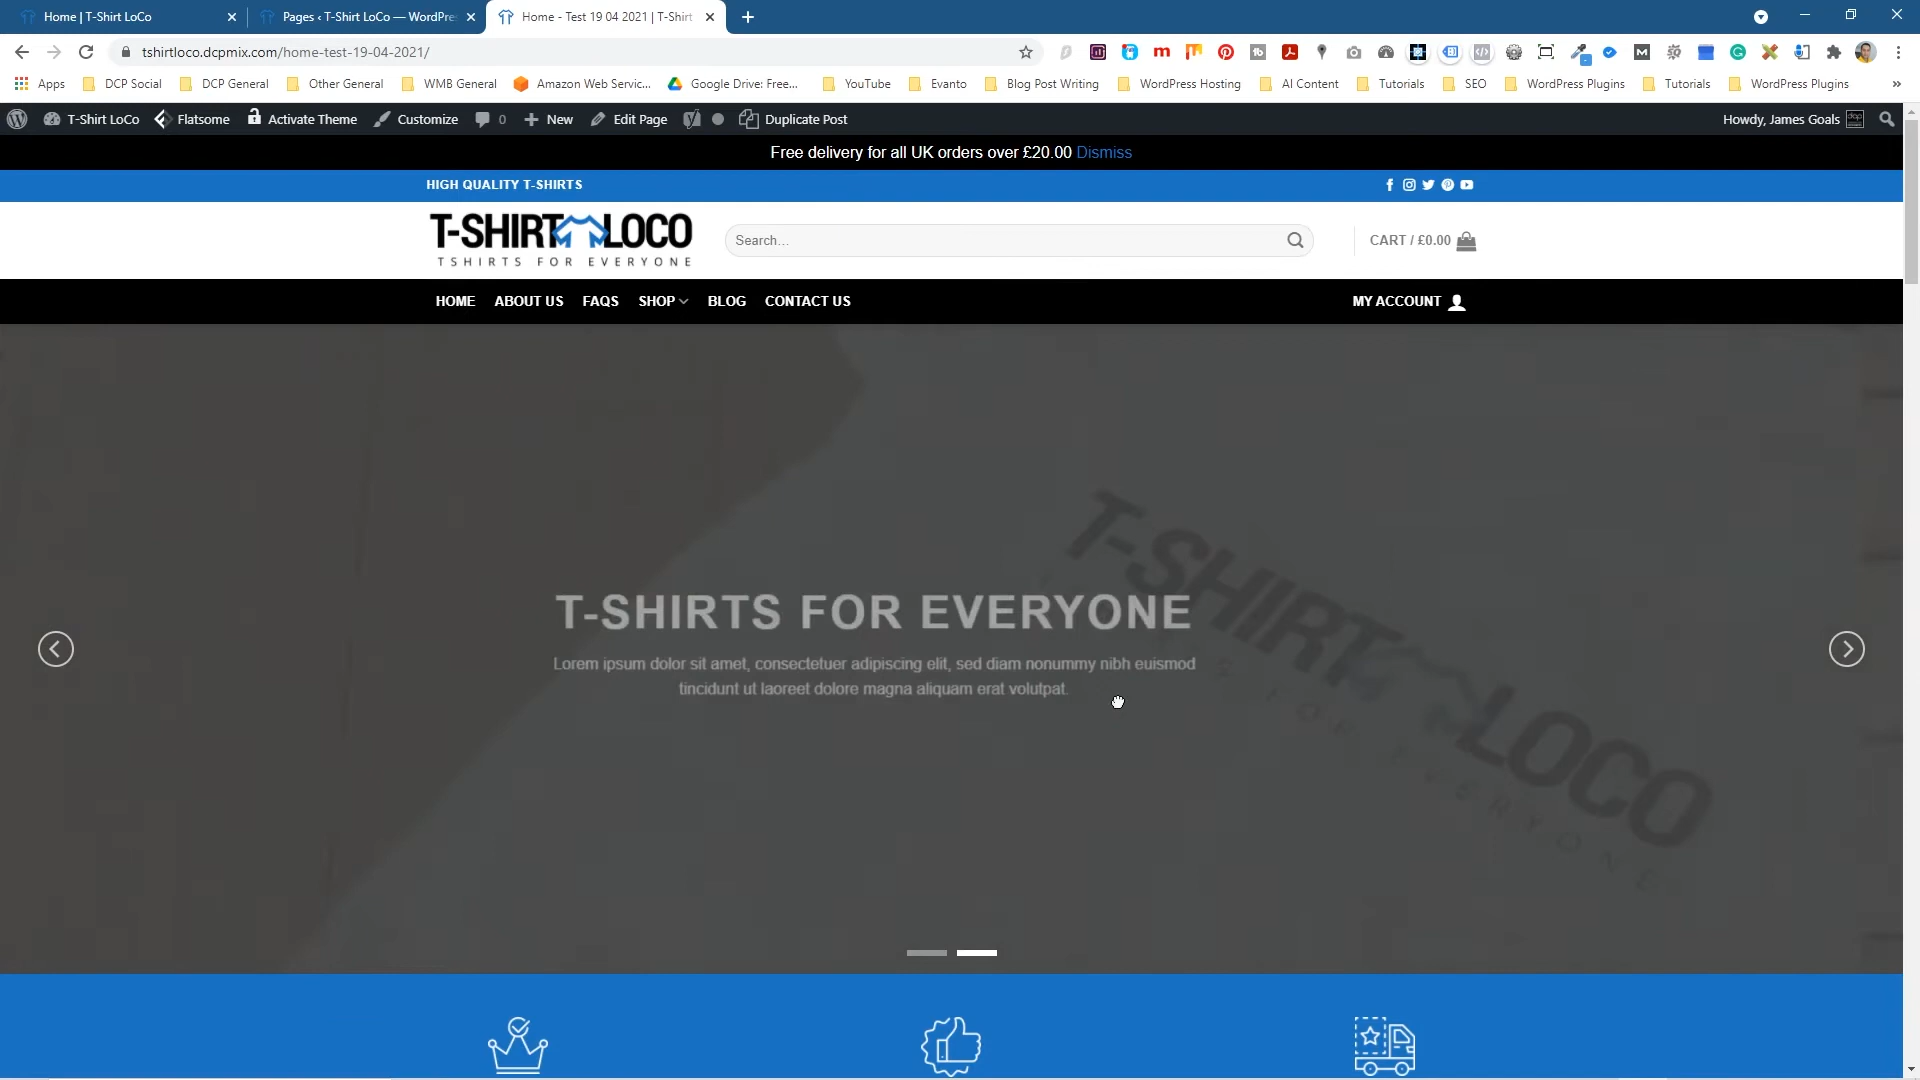 Home | T-Shirt LoCo
Pages ‹ T-Shirt LoCo — WordPre
Home - Test 19 04 2021 | T-Shirt
tshirtloco.dcpmix.com/home-test-19-04-2021/
Apps
DCP Social
DCP General
Other General
WMB General
Amazon Web Servic...
Google Drive: Free...
YouTube
Evanto
Blog Post Writing
WordPress Hosting
AI Content
Tutorials
SEO
WordPress Plugins
Tutorials
WordPress Plugins
»
T-Shirt LoCo
Flatsome
Activate Theme
Customize
0
New
Edit Page
Duplicate Post
Howdy, James Goals
Free delivery for all UK orders over £20.00 Dismiss
HIGH QUALITY T-SHIRTS
T-SHIRT LOCO
TSHIRTS FOR EVERYONE
Search...
CART / £0.00
HOME
ABOUT US
FAQS
SHOP
BLOG
CONTACT US
MY ACCOUNT
T-SHIRT LOCO
T-SHIRTS FOR EVERYONE
Lorem ipsum dolor sit amet, consectetuer adipiscing elit, sed diam nonummy nibh euismod
tincidunt ut laoreet dolore magna aliquam erat volutpat.